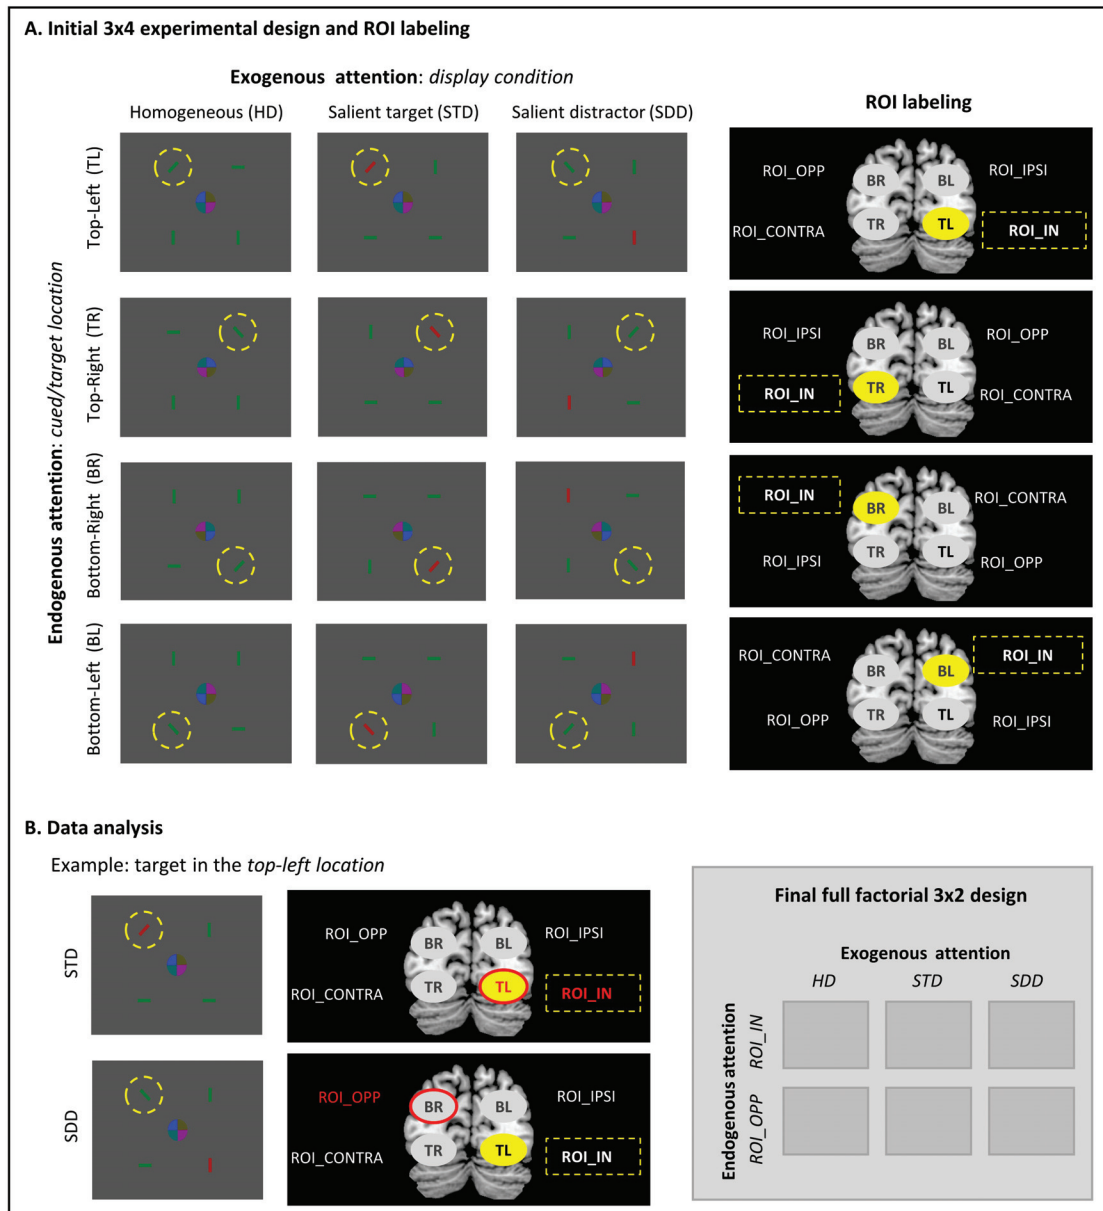 A. Initial 3x4 experimental design and ROI labeling
Exogenous attention: display condition
ROI labeling
Homogeneous (HD)
Salient target (STD)
Salient distractor (SDD)
Endogenous attention: cued/target location
Top-Left (TL)
ROI_OPP
BR
BL
ROI_IPSI
ROI_CONTRA
TR
TL
ROI_IN
Top-Right (TR)
ROI_IPSI
BR
BL
ROI_OPP
ROI_IN
TR
TL
ROI_CONTRA
Bottom-Right (BR)
ROI_IN
BR
BL
ROI_CONTRA
ROI_IPSI
TR
TL
ROI_OPP
Bottom-Left (BL)
ROI_CONTRA
BR
BL
ROI_IN
ROI_OPP
TR
TL
ROI_IPSI
B. Data analysis
Example: target in the top-left location
STD
ROI_OPP
BR
BL
ROI_IPSI
ROI_CONTRA
TR
TL
ROI_IN
SDD
ROI_OPP
BR
BL
ROI_IPSI
ROI_CONTRA
TR
TL
ROI_IN
Final full factorial 3x2 design
Exogenous attention
HD
STD
SDD
Endogenous attention
ROI_IN
ROI_OPP